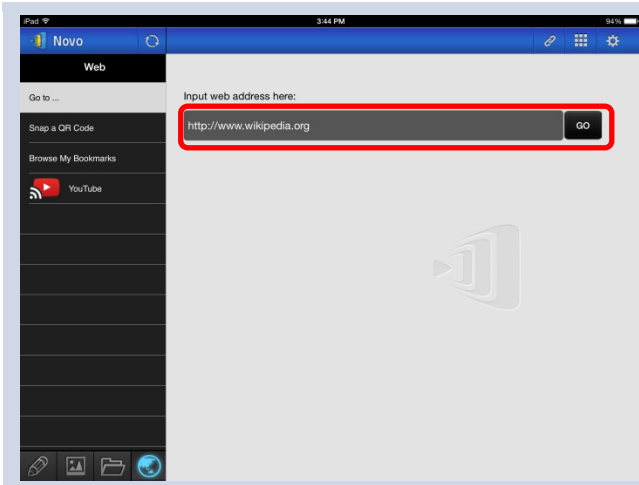 iPad 3:44 PM 94%
Novo
Web
Go to ...
Input web address here:
http://www.wikipedia.org GO
Snap a QR Code
Browse My Bookmarks
YouTube